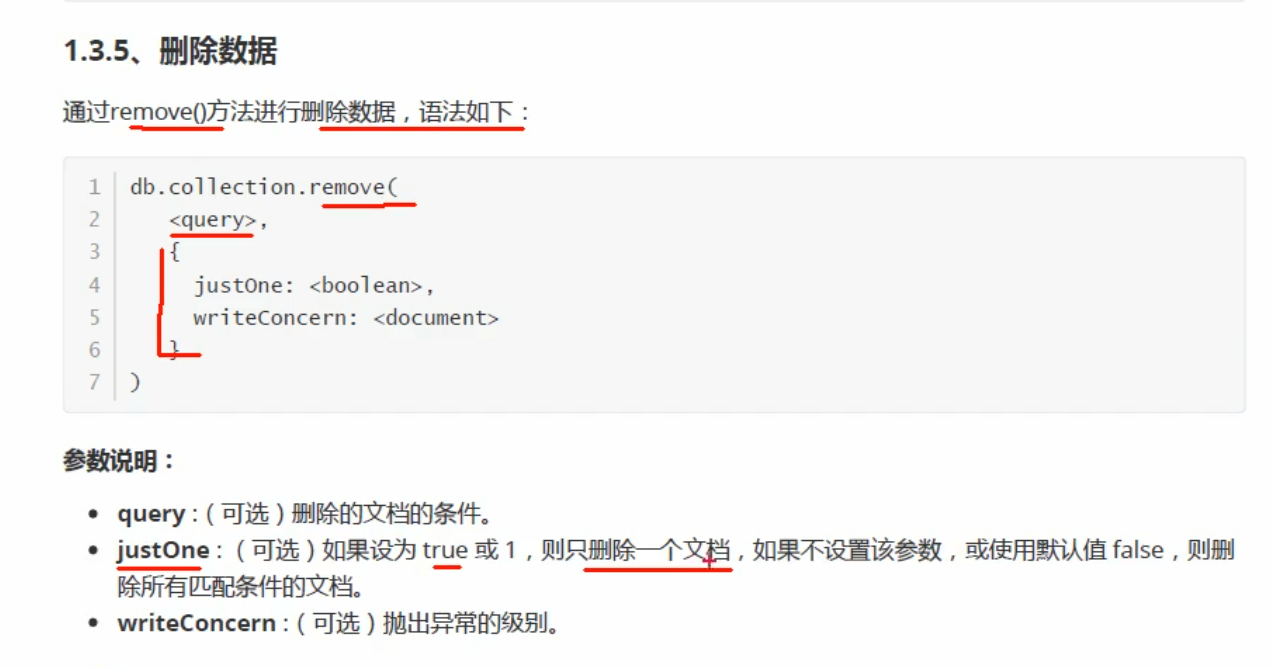 1.3.5、删除数据
通过remove()方法进行删除数据，语法如下：
1 db.collection.remove(
2 <query>,
3 {
4 justOne: <boolean>,
5 writeConcern: <document>
6 }
7 )
参数说明：
• query :（可选）删除的文档的条件。
• justOne : （可选）如果设为 true 或 1，则只删除一个文档，如果不设置该参数，或使用默认值 false，则删
除所有匹配条件的文档。
• writeConcern :（可选）抛出异常的级别。